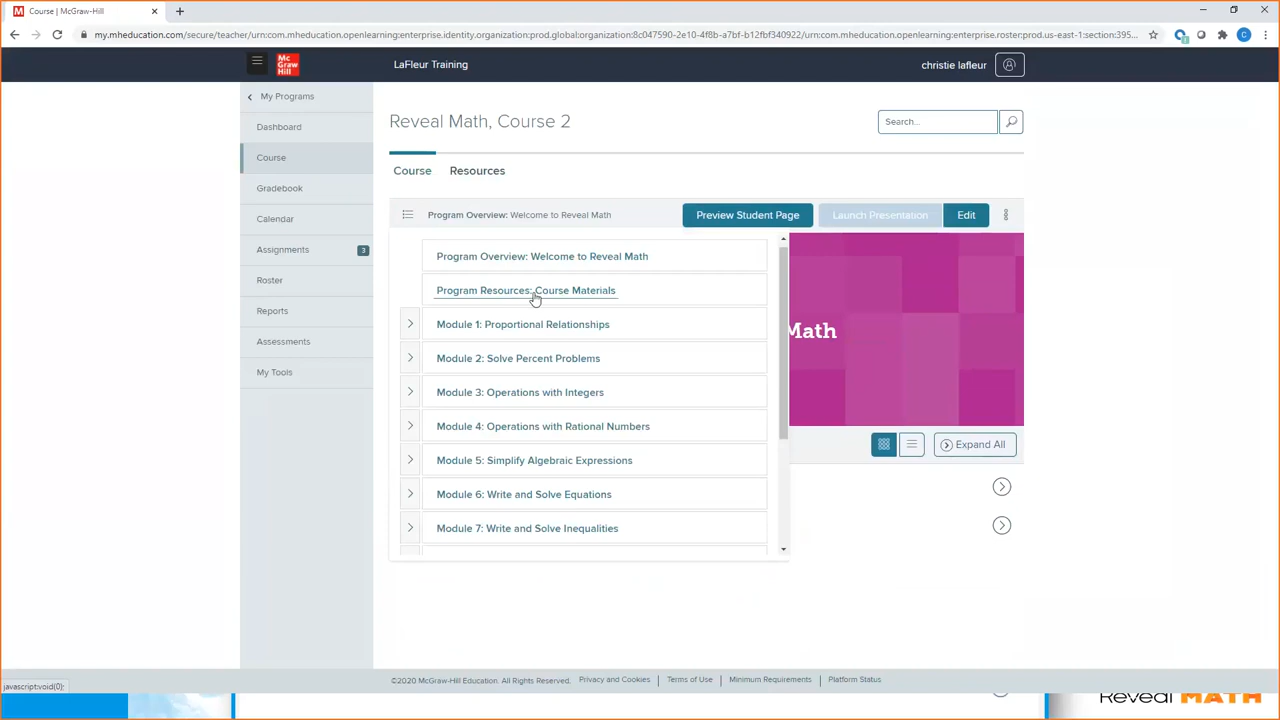 Course | McGraw-Hill
my.mheducation.com/secure/teacher/urn:com.mheducation.openlearning:enterprise.identity.organization:prod.global:organization:8c047590-2e10-4f8b-a7bf-b12fbf340922/urn:com.mheducation.openlearning:enterprise.roster:prod.us-east-1:section:395...
C
Mc
Graw
Hill
LaFleur Training
christie lafleur
My Programs
Dashboard
Course
Gradebook
Calendar
Assignments 3
Roster
Reports
Assessments
My Tools
Reveal Math, Course 2
Search...
Course Resources
Program Overview: Welcome to Reveal Math
Preview Student Page
Launch Presentation
Edit
Program Overview: Welcome to Reveal Math
Program Resources: Course Materials
Module 1: Proportional Relationships
Module 2: Solve Percent Problems
Module 3: Operations with Integers
Module 4: Operations with Rational Numbers
Module 5: Simplify Algebraic Expressions
Module 6: Write and Solve Equations
Module 7: Write and Solve Inequalities
Math
Expand All
©2020 McGraw-Hill Education. All Rights Reserved. Privacy and Cookies Terms of Use Minimum Requirements Platform Status
javascript:void(0);
Reveal MATH